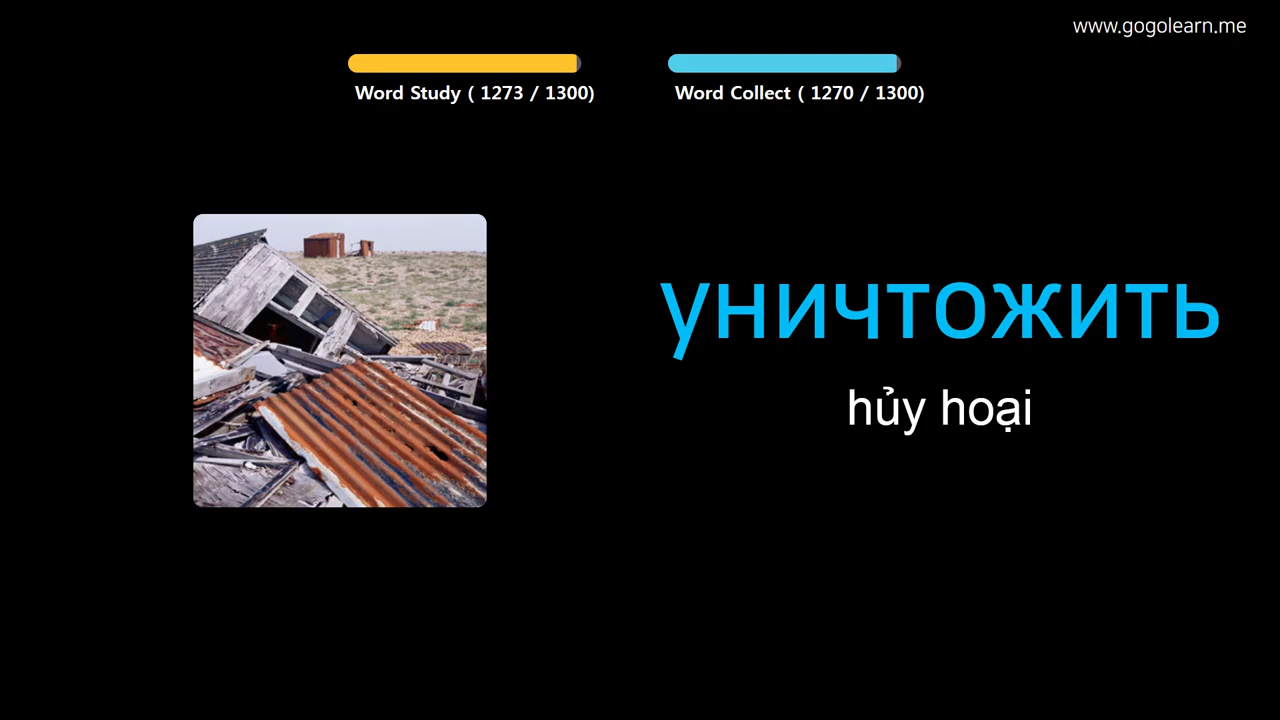 www.gogolearn.me
Word Study ( 1273 / 1300)
Word Collect ( 1270 / 1300)
уничтожить
hủy hoại